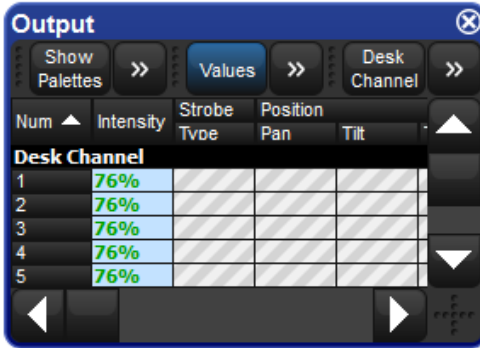 Output
Show Palettes » Values » Desk Channel »
Num Intensity Strobe Position
Type Pan Tilt
Desk Channel
1 76%
2 76%
3 76%
4 76%
5 76%